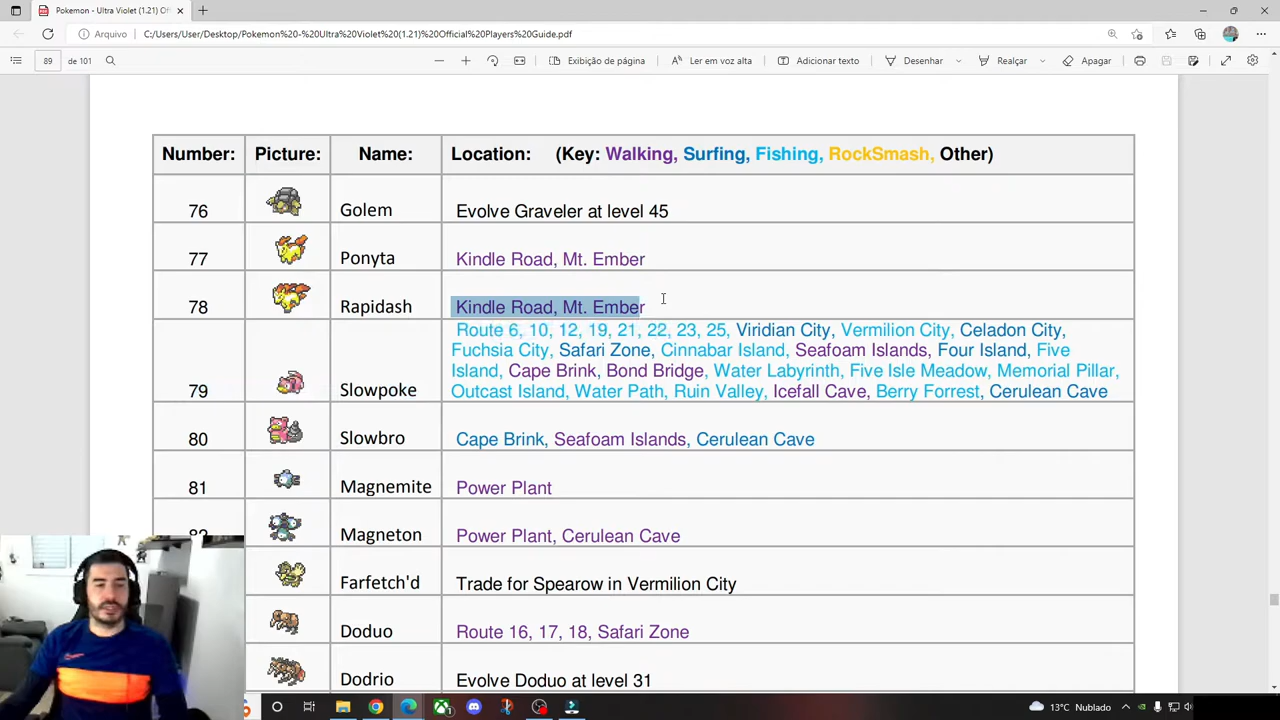 Pokemon - Ultra Violet (1.21) Of
Arquivo
C:/Users/User/Desktop/Pokemon%20-%20Ultra%20Violet%20(1.21)%20Official%20Players%20Guide.pdf
89 de 101
Exibição de página
Ler em voz alta
Adicionar texto
Desenhar
Realçar
Apagar
Number: Picture: Name: Location: (Key: Walking, Surfing, Fishing, RockSmash, Other)
76 Golem Evolve Graveler at level 45
77 Ponyta Kindle Road, Mt. Ember
78 Rapidash Kindle Road, Mt. Ember
Route 6, 10, 12, 19, 21, 22, 23, 25, Viridian City, Vermilion City, Celadon City,
Fuchsia City, Safari Zone, Cinnabar Island, Seafoam Islands, Four Island, Five
Island, Cape Brink, Bond Bridge, Water Labyrinth, Five Isle Meadow, Memorial Pillar,
79 Slowpoke Outcast Island, Water Path, Ruin Valley, Icefall Cave, Berry Forrest, Cerulean Cave
80 Slowbro Cape Brink, Seafoam Islands, Cerulean Cave
81 Magnemite Power Plant
82 Magneton Power Plant, Cerulean Cave
Farfetch'd Trade for Spearow in Vermilion City
Doduo Route 16, 17, 18, Safari Zone
Dodrio Evolve Doduo at level 31
13°C Nublado